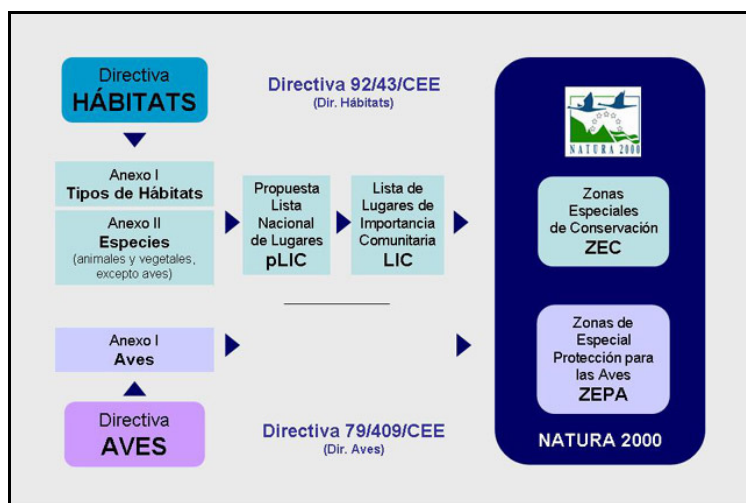 Directiva
HÁBITATS
Directiva 92/43/CEE
(Dir. Hábitats)
NATURA 2000
Anexo I
Tipos de Hábitats
Anexo II
Especies
(animales y vegetales,
excepto aves)
Propuesta
Lista
Nacional
de Lugares
pLIC
Lista de
Lugares de
Importancia
Comunitaria
LIC
Zonas
Especiales
de Conservación
ZEC
Anexo I
Aves
Zonas de
Especial
Protección para
las Aves
ZEPA
Directiva
AVES
Directiva 79/409/CEE
(Dir. Aves)
NATURA 2000